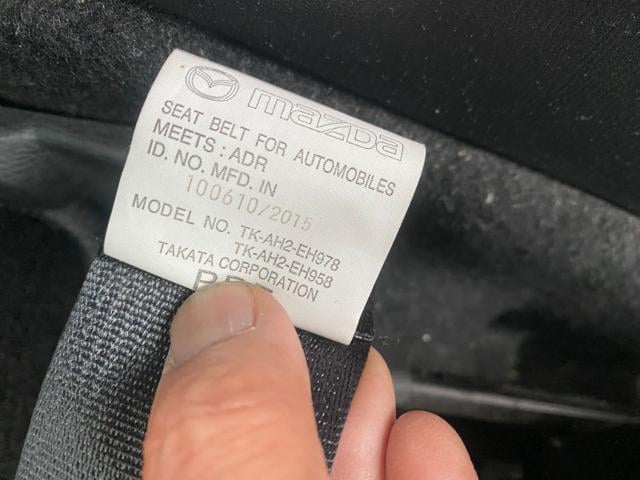 mazda
SEAT BELT FOR AUTOMOBILES
MEETS : ADR
ID. NO. MFD. IN
100610/2015
MODEL NO. TK-AH2-EH978
TK-AH2-EH958
TAKATA CORPORATION